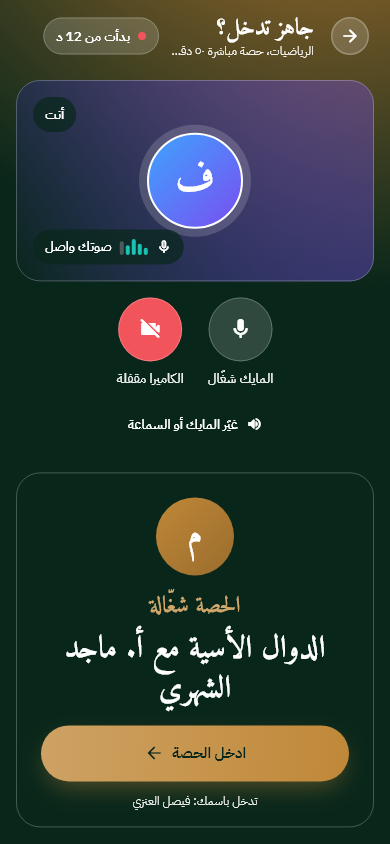 جاهز تدخل؟
الرياضيات، حصة مباشرة ٥٠ دقـ...
بدأت من 12 د
أنت
ف
صوتك واصل
المايك شغّال
الكاميرا مقفلة
غيّر المايك أو السماعة
م
الحصة شغّالة
الدوال الأسية مع أ. ماجد
الشهري
ادخل الحصة
تدخل باسمك: فيصل العنزي